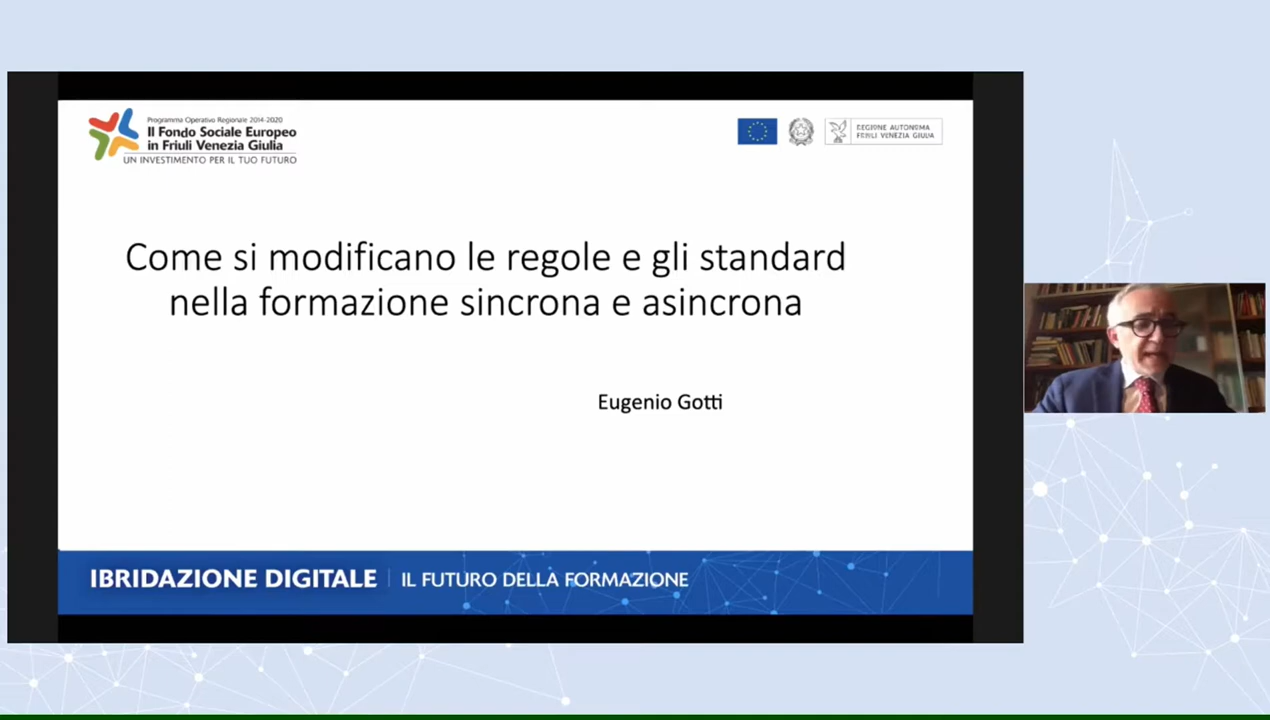 Programma Operativo Regionale 2014-2020
Il Fondo Sociale Europeo
in Friuli Venezia Giulia
UN INVESTIMENTO PER IL TUO FUTURO
REGIONE AUTONOMA
FRIULI VENEZIA GIULIA
Come si modificano le regole e gli standard
nella formazione sincrona e asincrona
Eugenio Gotti
IBRIDAZIONE DIGITALE | IL FUTURO DELLA FORMAZIONE